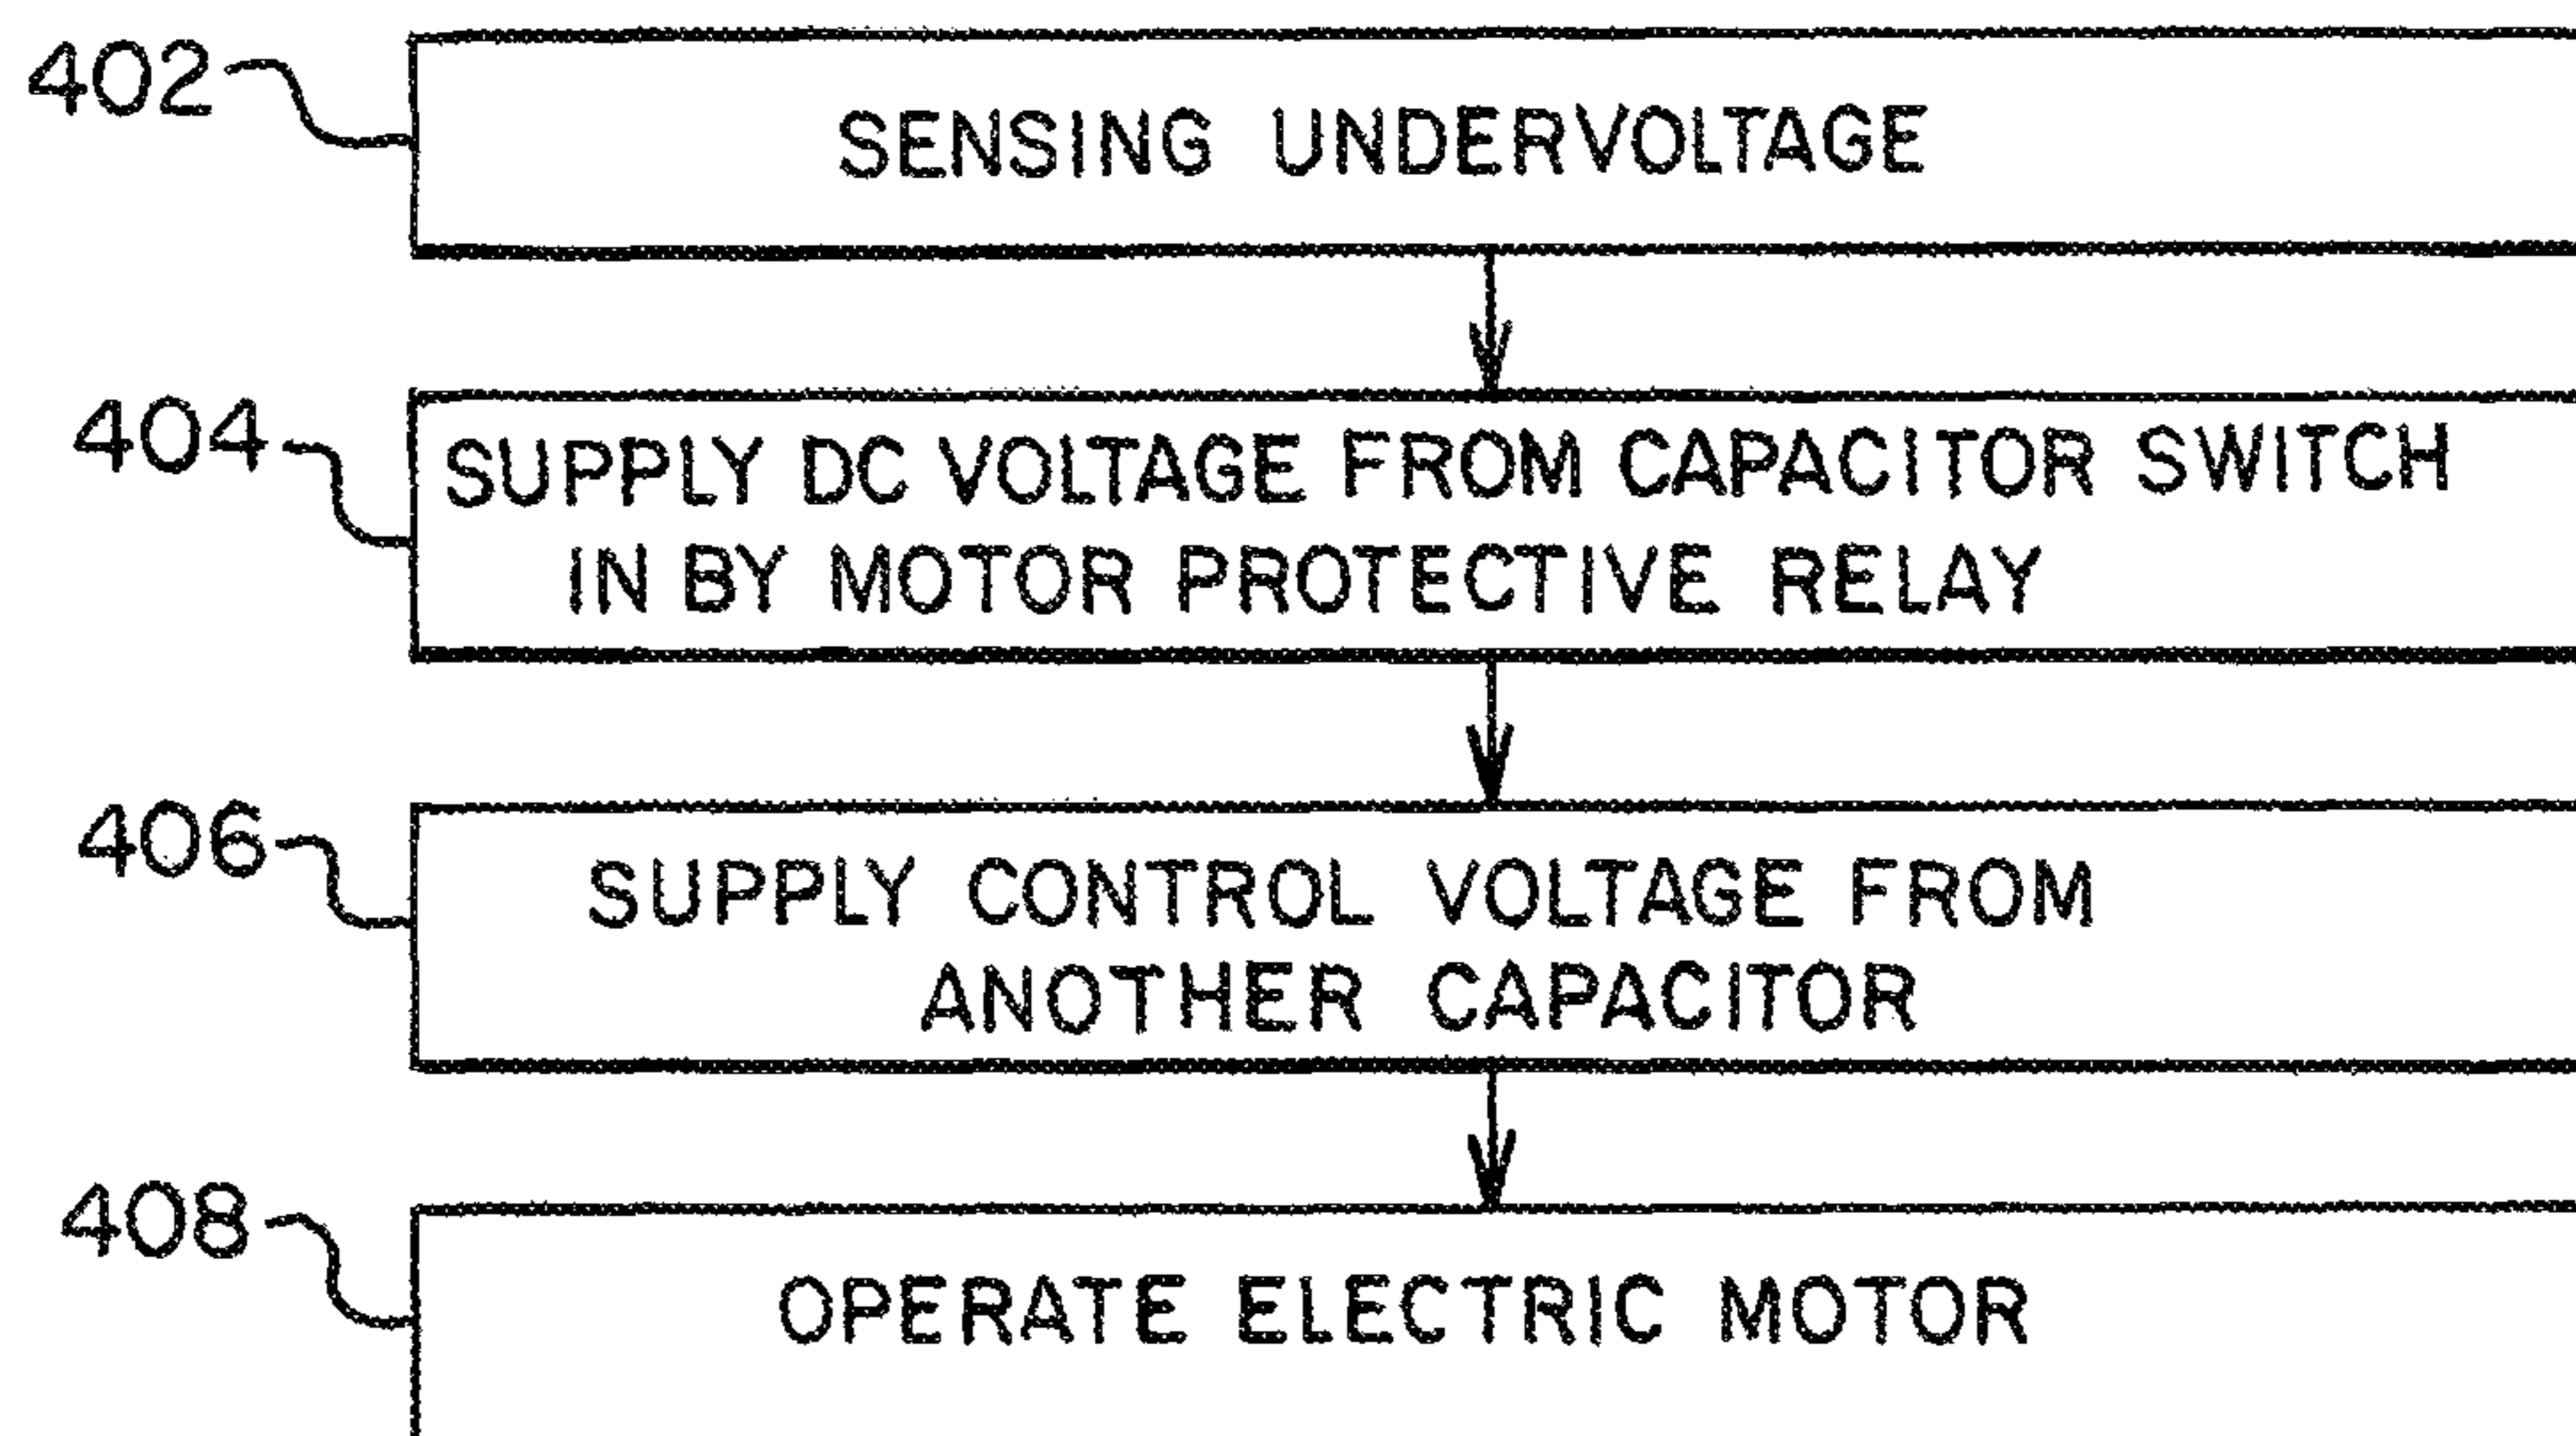 402
SENSING UNDERVOLTAGE
404
SUPPLY DC VOLTAGE FROM CAPACITOR SWITCH
IN BY MOTOR PROTECTIVE RELAY
406
SUPPLY CONTROL VOLTAGE FROM
ANOTHER CAPACITOR
408
OPERATE ELECTRIC MOTOR